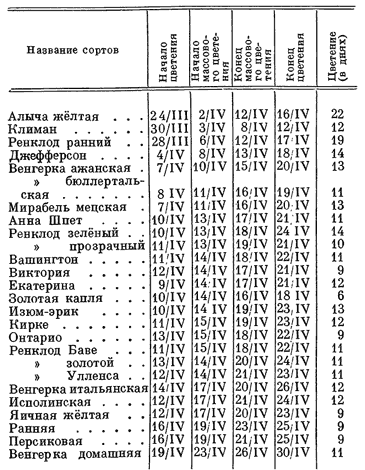 Название сортов Начало цветения Начало массово- го цвете- ния Конец массово- го цве- тения Конец цветения Цветение (в днях)
Алыча жёлтая . . . 24/III 2/IV 12/IV 16/IV 22
Климан . . . . . 30/III 3/IV 8/IV 12/IV 12
Ренклод ранний . . 28/III 6/IV 12/IV 17/IV 19
Джефферсон . . . 4/IV 8/IV 13/IV 18/IV 14
Венгерка ажанская . 7/IV 10/IV 15/IV 20/IV 13
» бюллерталь-
ская . . . . . . . 8 IV 11/IV 16/IV 19/IV 11
Мирабель мецская . 7/IV 11/IV 16/IV 20/IV 13
Анна Шпет . . . . 10/IV 13/IV 17/IV 21/IV 11
Ренклод зелёный . . 10/IV 13/IV 18/IV 24 IV 14
» прозрачный 11/IV 13/IV 19/IV 21/IV 10
Вашингтон . . . . 11/IV 14/IV 18/IV 22/IV 11
Виктория . . . . . 12/IV 14/IV 17/IV 21/IV 9
Екатерина . . . . 9/IV 14/IV 17/IV 21/IV 12
Золотая капля . . . 10/IV 14/IV 16/IV 18 IV 6
Изюм-эрик . . . . 10/IV 14/IV 19/IV 23/IV 13
Кирке . . . . . . 11/IV 15/IV 19/IV 23/IV 12
Онтарио . . . . . 13/IV 15/IV 18/IV 22/IV 9
Ренклод Баве . . . 11/IV 15/IV 18/IV 22/IV 11
» золотой . . 13/IV 14/IV 20/IV 24/IV 11
» Улленса . . 12/IV 14/IV 21/IV 23/IV 11
Венгерка итальянская 14/IV 17/IV 20/IV 26/IV 12
Исполинская . . . 12/IV 17/IV 21/IV 24/IV 12
Яичная жёлтая . . 12/IV 17/IV 20/IV 23/IV 9
Ранняя . . . . . . 16/IV 19/IV 23/IV 25/IV 9
Персиковая . . . . 16/IV 19/IV 21/IV 25/IV 9
Венгерка домашняя 19/IV 23/IV 26/IV 30/IV 11